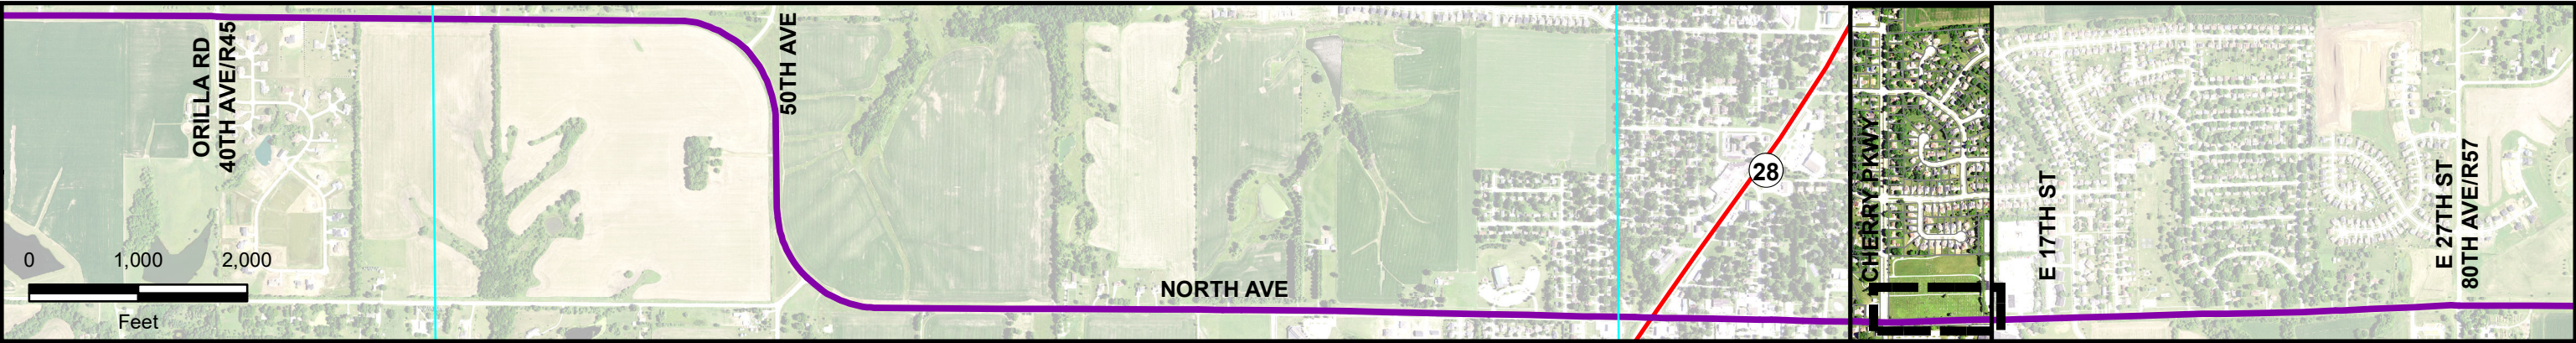 ORILLA RD
40TH AVE/R45
50TH AVE
NORTH AVE
28
CHERRY PKWY
E 17TH ST
E 27TH ST
80TH AVE/R57
0 1,000 2,000
Feet